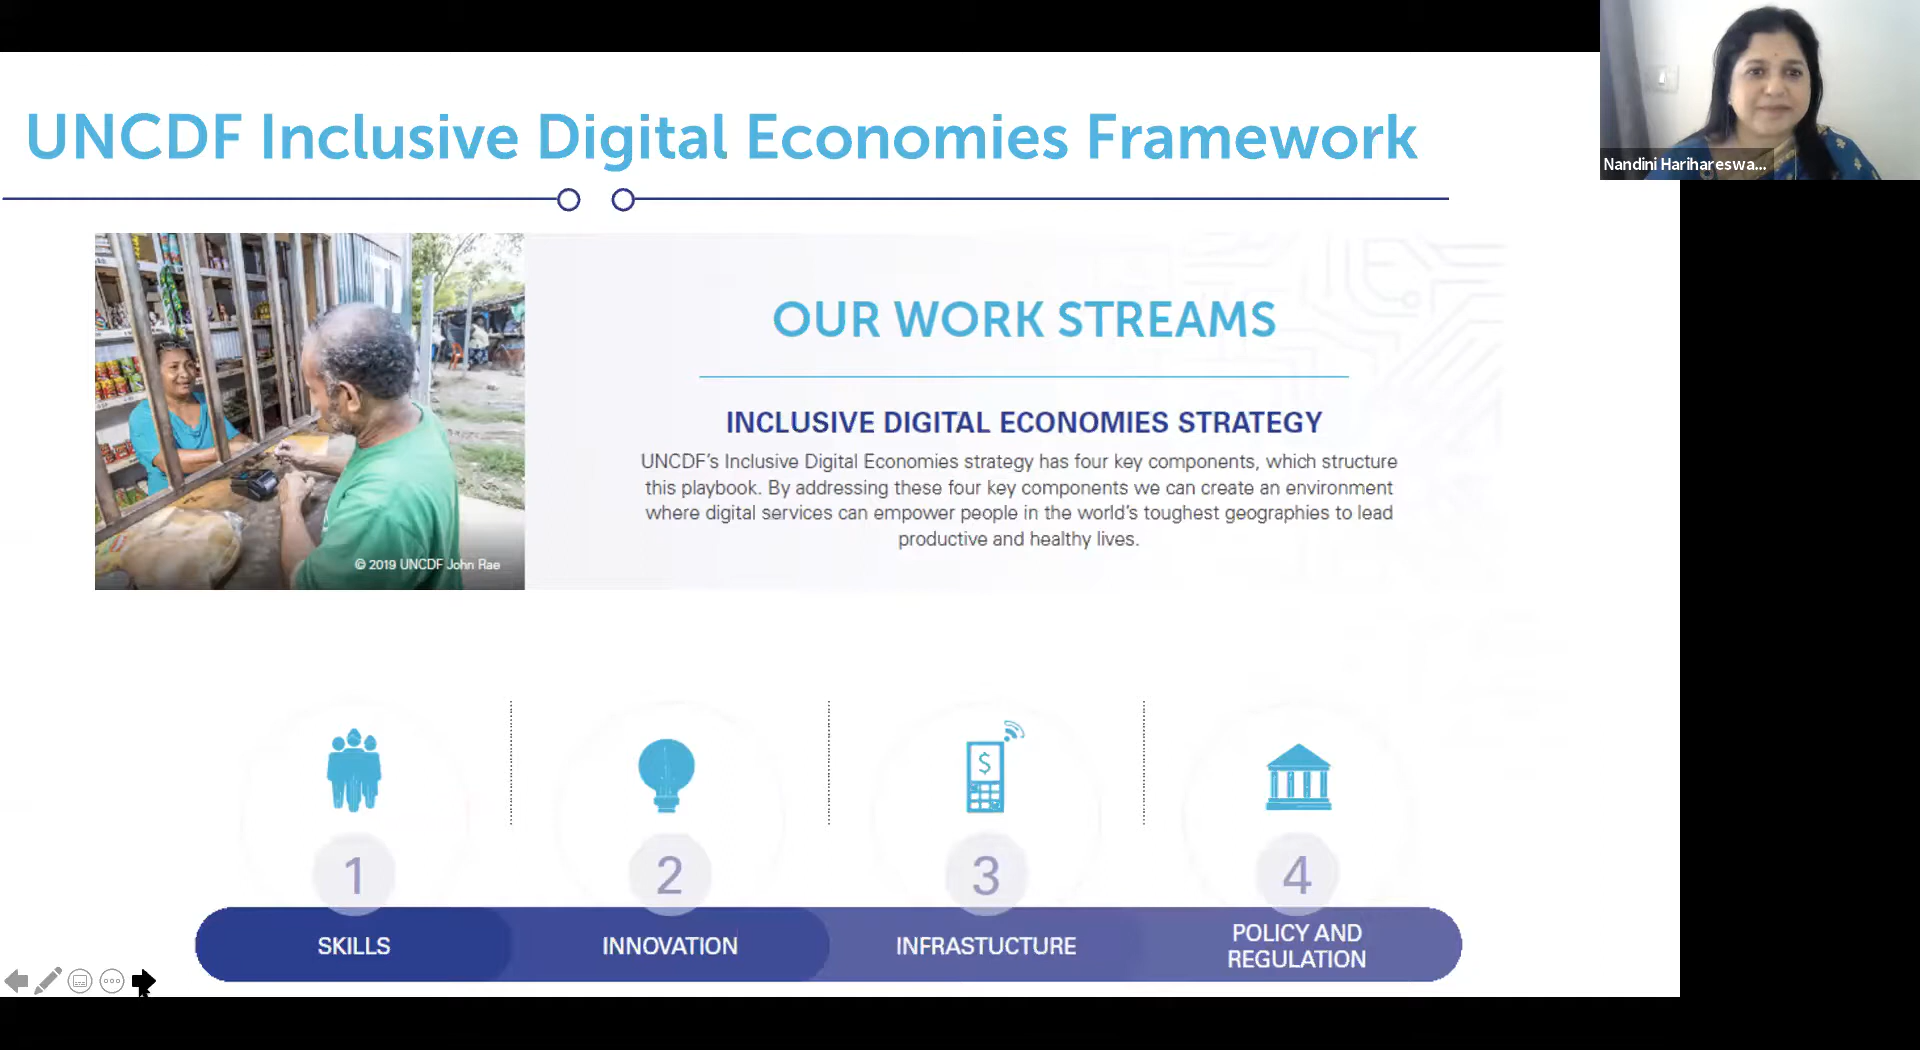 UNCDF Inclusive Digital Economies Framework
Nandini Harihareswa...
OUR WORK STREAMS
INCLUSIVE DIGITAL ECONOMIES STRATEGY
UNCDF's Inclusive Digital Economies strategy has four key components, which structure
this playbook. By addressing these four key components we can create an environment
where digital services can empower people in the world's toughest geographies to lead
productive and healthy lives.
© 2019 UNCDF John Rae
$
1
2
3
4
SKILLS
INNOVATION
INFRASTUCTURE
POLICY AND
REGULATION